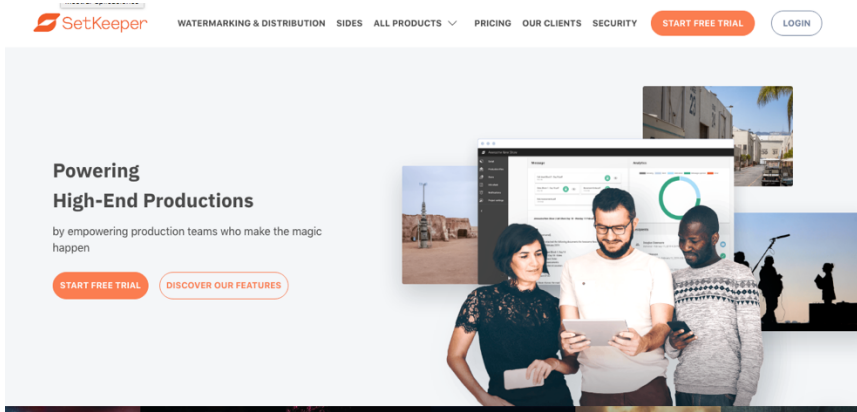 SetKeeper
WATERMARKING & DISTRIBUTION SIDES ALL PRODUCTS PRICING OUR CLIENTS SECURITY START FREE TRIAL LOGIN
Powering
High-End Productions
by empowering production teams who make the magic
happen
START FREE TRIAL DISCOVER OUR FEATURES